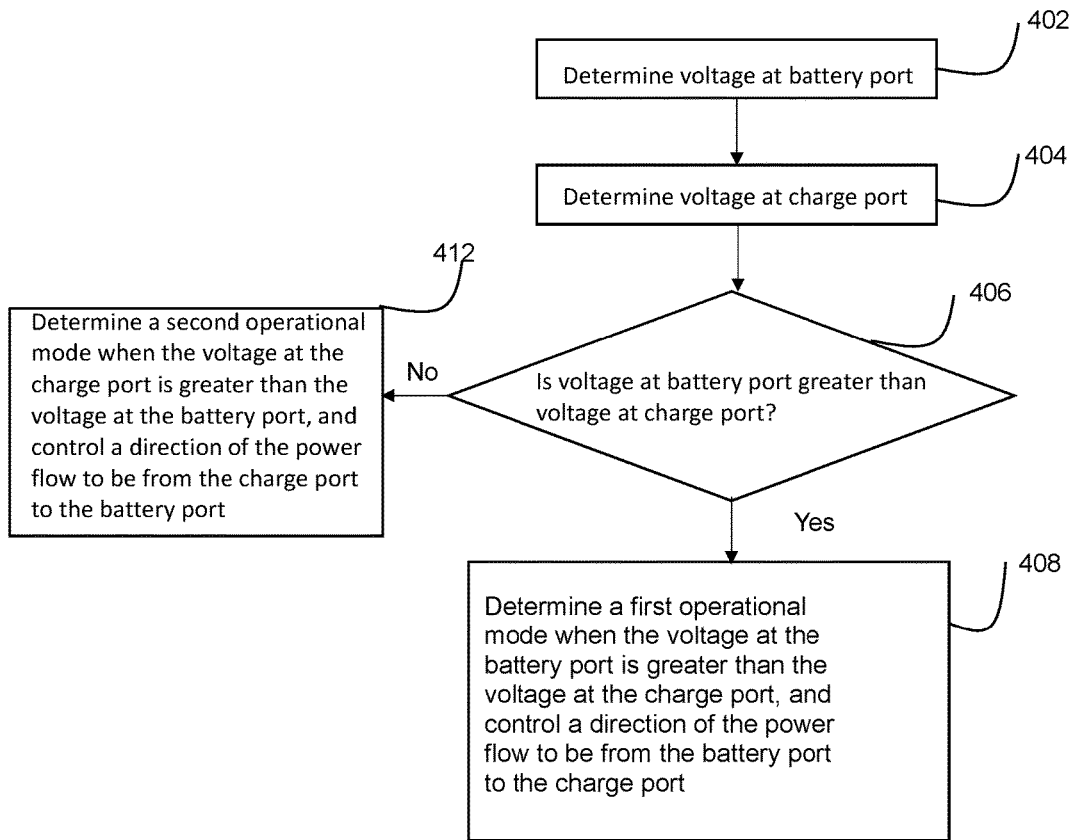 402
Determine voltage at battery port
404
Determine voltage at charge port
412
406
Determine a second operational
mode when the voltage at the
charge port is greater than the
voltage at the battery port, and
control a direction of the power
flow to be from the charge port
to the battery port
No
Is voltage at battery port greater than
voltage at charge port?
Yes
408
Determine a first operational
mode when the voltage at the
battery port is greater than the
voltage at the charge port, and
control a direction of the power
flow to be from the battery port
to the charge port